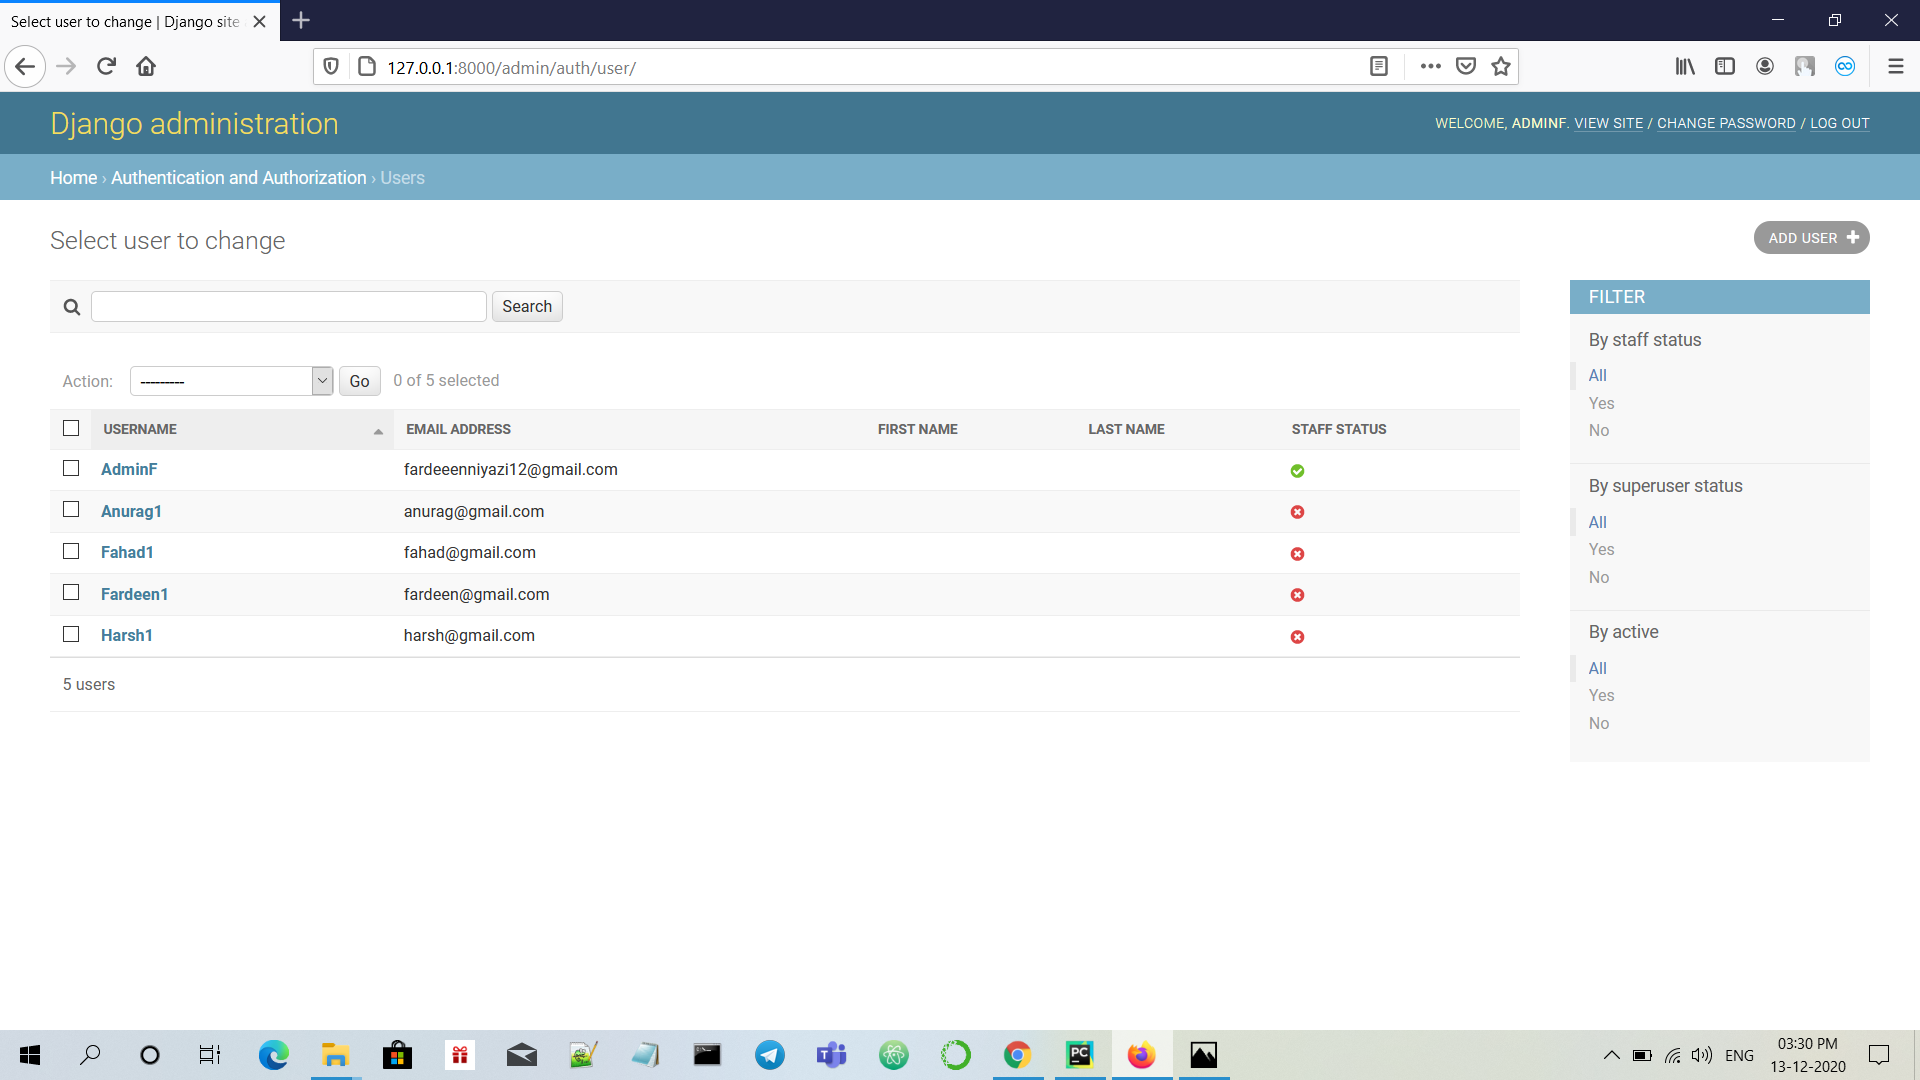 Select user to change | Django site
127.0.0.1:8000/admin/auth/user/
Django administration
WELCOME, ADMINF. VIEW SITE / CHANGE PASSWORD / LOG OUT
Home › Authentication and Authorization › Users
Select user to change
ADD USER
Search
Action: --------- Go 0 of 5 selected
USERNAME EMAIL ADDRESS FIRST NAME LAST NAME STAFF STATUS
AdminF fardeeenniyazi12@gmail.com
Anurag1 anurag@gmail.com
Fahad1 fahad@gmail.com
Fardeen1 fardeen@gmail.com
Harsh1 harsh@gmail.com
5 users
FILTER
By staff status
All
Yes
No
By superuser status
All
Yes
No
By active
All
Yes
No
PC
ENG
03:30 PM
13-12-2020